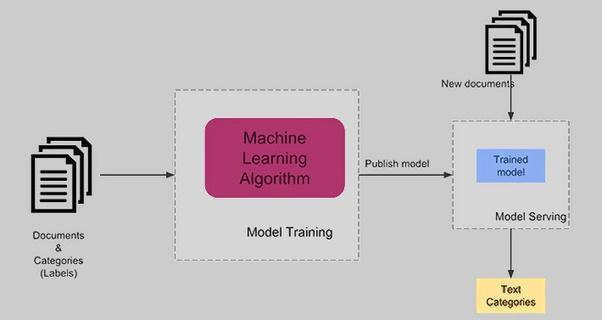 New documents
Machine
Learning
Algorithm
Publish model
Trained
model
Model Serving
Model Training
Documents
&
Categories
(Labels)
Text
Categories